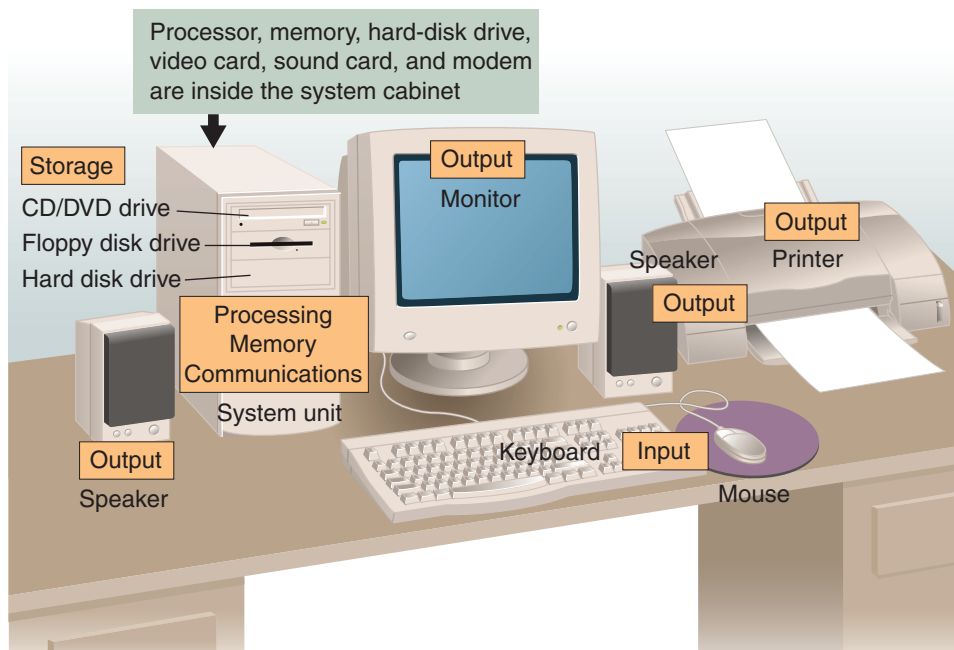 Processor, memory, hard-disk drive,
video card, sound card, and modem
are inside the system cabinet
Storage
CD/DVD drive
Floppy disk drive
Hard disk drive
Processing
Memory
Communications
System unit
Output
Monitor
Output
Printer
Speaker
Output
Output
Speaker
Keyboard
Input
Mouse